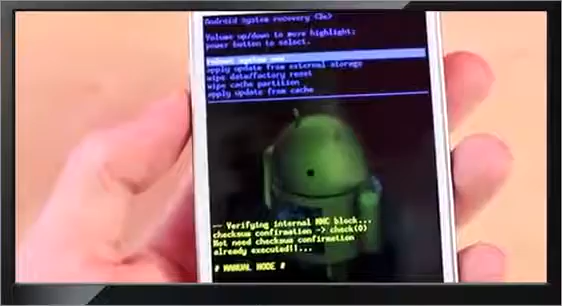 Android system recovery <3e>
Volume up/down to move highlight;
power button to select.
reboot system now
apply update from external storage
wipe data/factory reset
wipe cache partition
apply update from cache
-- Verifying internal MMC block...
checksum confirmation -> check(0)
Not need checksum confirmation
already executed!!...
# MANUAL MODE #